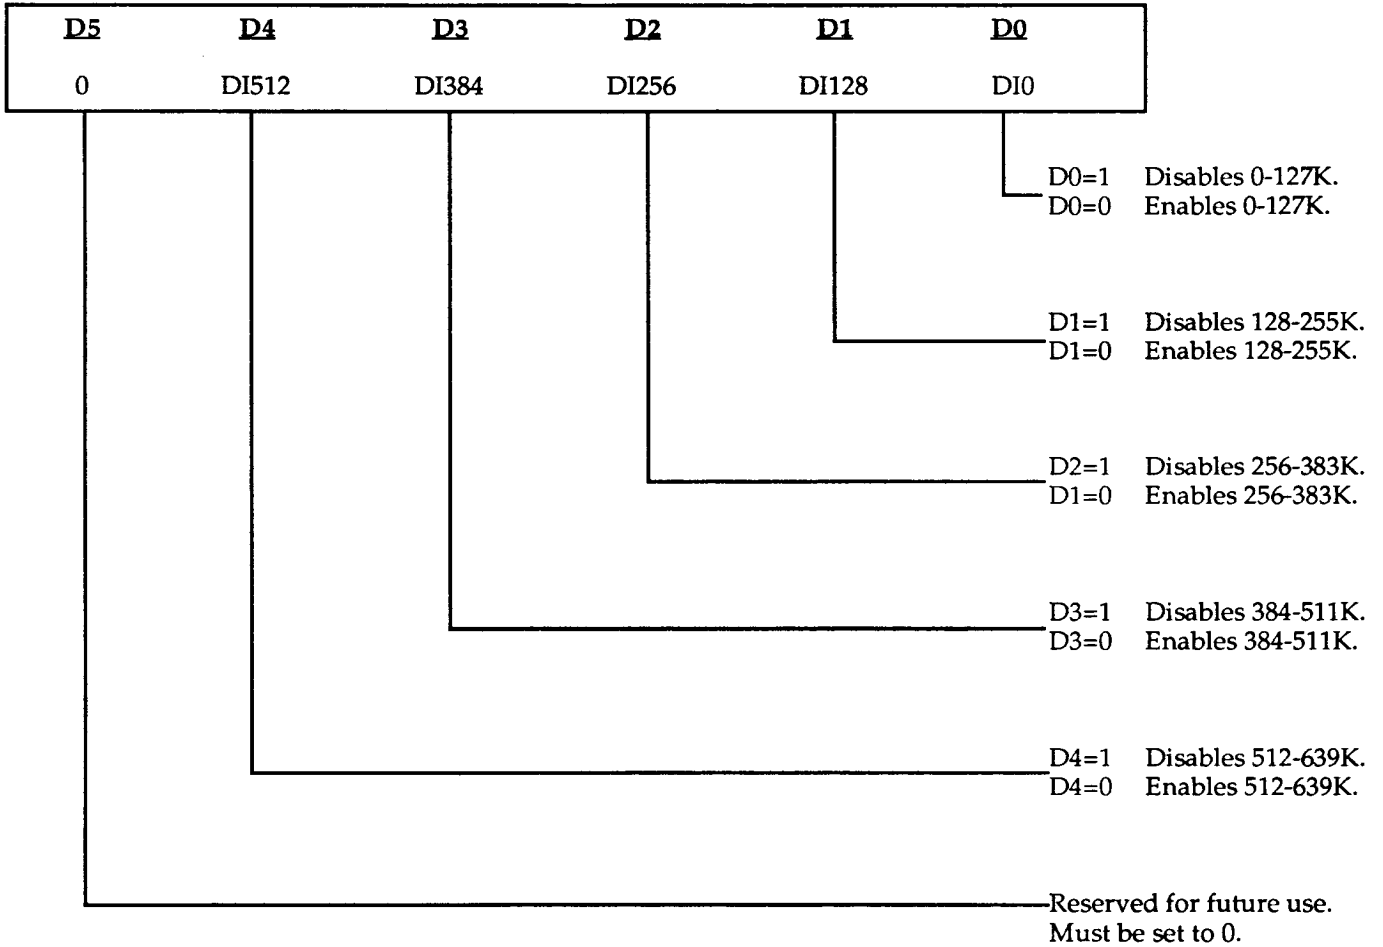 D5 D4 D3 D2 D1 D0
0 DI512 DI384 DI256 DI128 DI0
D0=1 Disables 0-127K.
D0=0 Enables 0-127K.
D1=1 Disables 128-255K.
D1=0 Enables 128-255K.
D2=1 Disables 256-383K.
D1=0 Enables 256-383K.
D3=1 Disables 384-511K.
D3=0 Enables 384-511K.
D4=1 Disables 512-639K.
D4=0 Enables 512-639K.
Reserved for future use.
Must be set to 0.